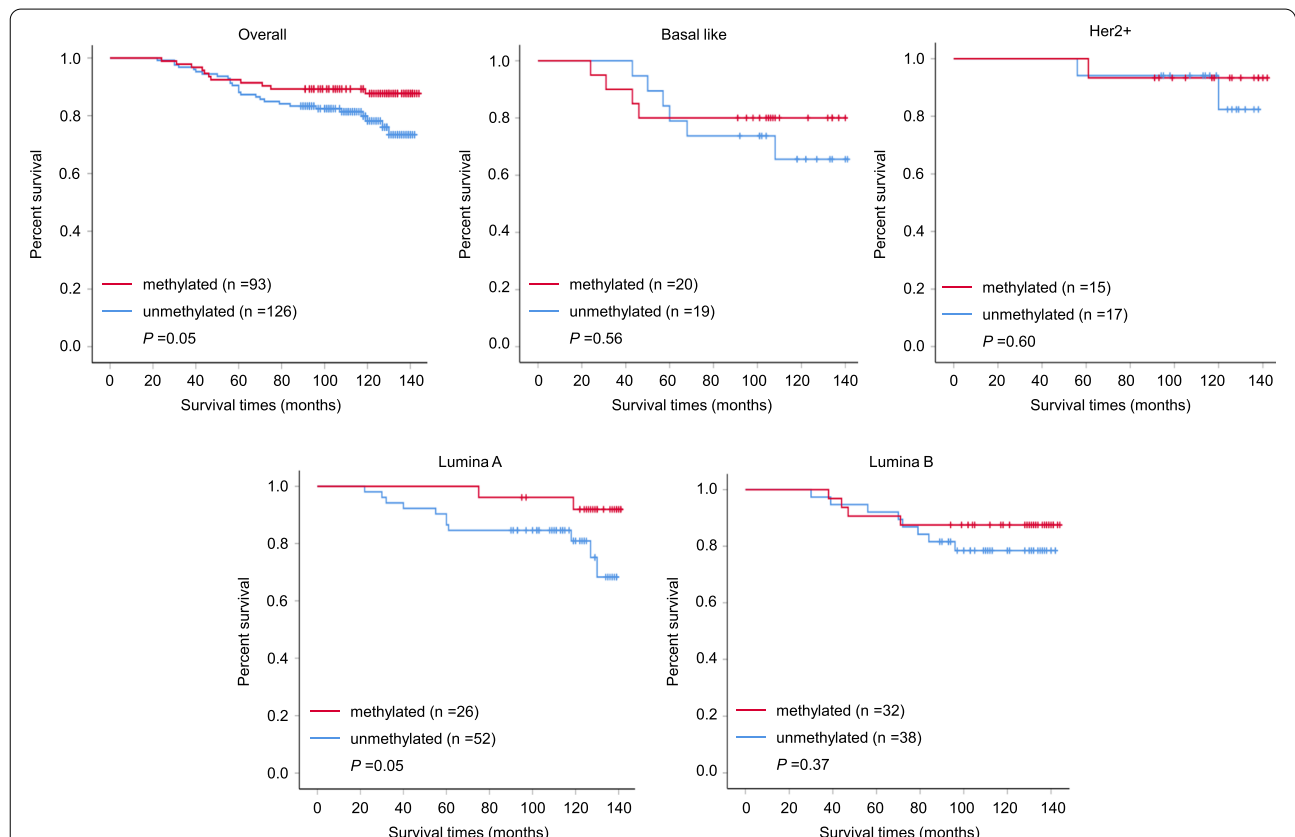 Overall
Percent survival
1.0
0.8
0.6
0.4
0.2
0.0
methylated (n =93)
unmethylated (n =126)
P =0.05
0 20 40 60 80 100 120 140
Survival times (months)
Basal like
Percent survival
1.0
0.8
0.6
0.4
0.2
0.0
methylated (n =20)
unmethylated (n =19)
P =0.56
0 20 40 60 80 100 120 140
Survival times (months)
Her2+
Percent survival
1.0
0.8
0.6
0.4
0.2
0.0
methylated (n =15)
unmethylated (n =17)
P =0.60
0 20 40 60 80 100 120 140
Survival times (months)
Lumina A
Percent survival
1.0
0.8
0.6
0.4
0.2
0.0
methylated (n =26)
unmethylated (n =52)
P =0.05
0 20 40 60 80 100 120 140
Survival times (months)
Lumina B
Percent survival
1.0
0.8
0.6
0.4
0.2
0.0
methylated (n =32)
unmethylated (n =38)
P =0.37
0 20 40 60 80 100 120 140
Survival times (months)